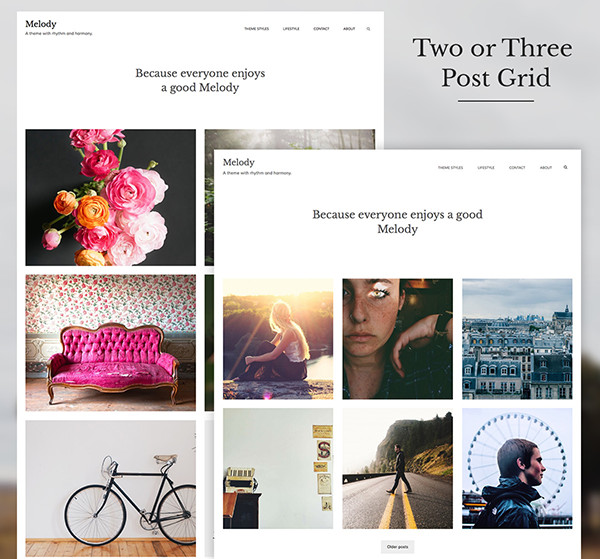 Melody
A theme with rhythm and harmony.
THEME STYLES LIFESTYLE CONTACT ABOUT
Because everyone enjoys
a good Melody
Two or Three
Post Grid
Melody
A theme with rhythm and harmony.
THEME STYLES LIFESTYLE CONTACT ABOUT
Because everyone enjoys a good
Melody
S
Older posts